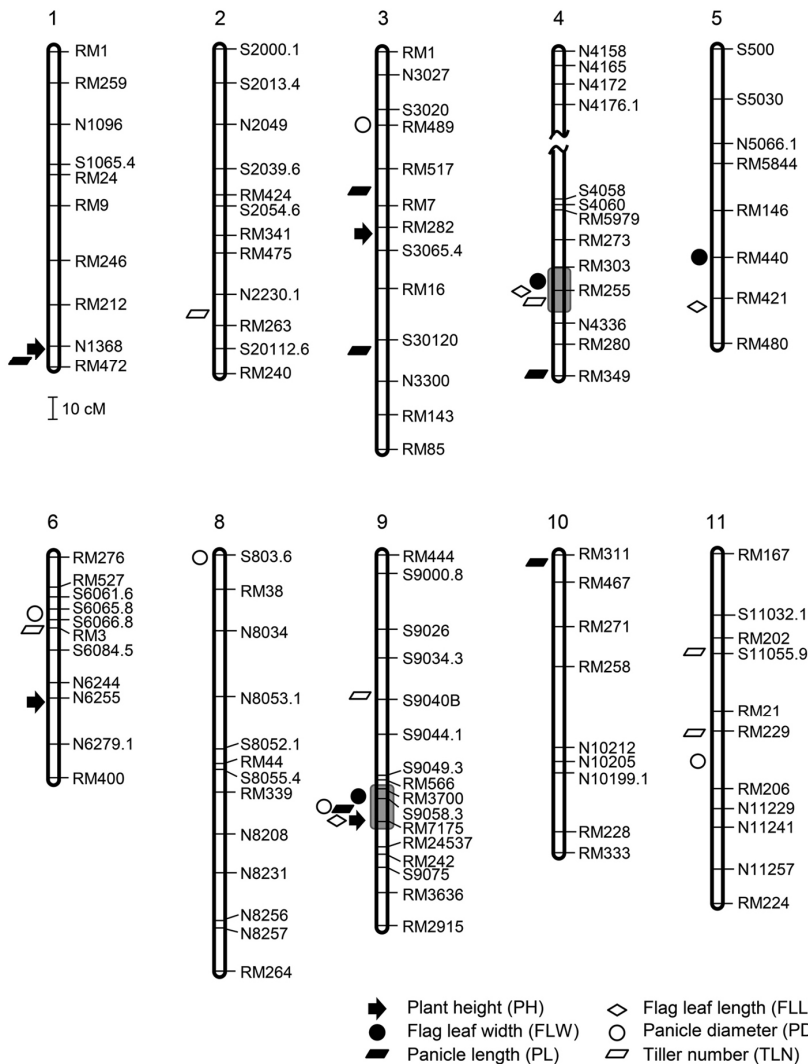 1
RM1
RM259
N1096
S1065.4
RM24
RM9
RM246
RM212
N1368
RM472
10 cM
2
S2000.1
S2013.4
N2049
S2039.6
RM424
S2054.6
RM341
RM475
N2230.1
RM263
S20112.6
RM240
3
RM1
N3027
S3020
RM489
RM517
RM7
RM282
S3065.4
RM16
S30120
N3300
RM143
RM85
4
N4158
N4165
N4172
N4176.1
S4058
S4060
RM5979
RM273
RM303
RM255
N4336
RM280
RM349
5
S500
S5030
N5066.1
RM5844
RM146
RM440
RM421
RM480
6
RM276
RM527
S6061.6
S6065.8
S6066.8
RM3
S6084.5
N6244
N6255
N6279.1
RM400
8
S803.6
RM38
N8034
N8053.1
S8052.1
RM44
S8055.4
RM339
N8208
N8231
N8256
N8257
RM264
9
RM444
S9000.8
S9026
S9034.3
S9040B
S9044.1
S9049.3
RM566
RM3700
S9058.3
RM7175
RM24537
RM242
S9075
RM3636
RM2915
10
RM311
RM467
RM271
RM258
N10212
N10205
N10199.1
RM228
RM333
11
RM167
S11032.1
RM202
S11055.9
RM21
RM229
RM206
N11229
N11241
N11257
RM224
Plant height (PH)
Flag leaf width (FLW)
Panicle length (PL)
Flag leaf length (FLL
Panicle diameter (PD
Tiller number (TLN)